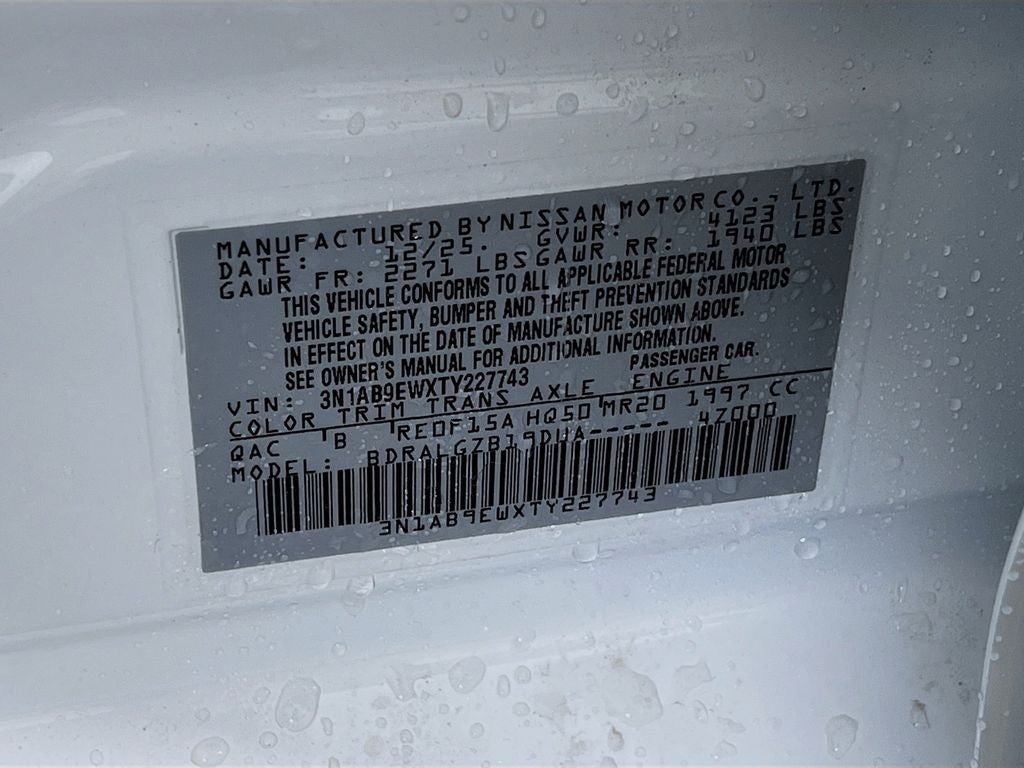 MANUFACTURED BY NISSAN MOTOR CO., LTD.
DATE: 12/25. GVWR: 4123 LBS
GAWR FR: 2271 LBS GAWR RR: 1940 LBS
THIS VEHICLE CONFORMS TO ALL APPLICABLE FEDERAL MOTOR
VEHICLE SAFETY, BUMPER AND THEFT PREVENTION STANDARDS
IN EFFECT ON THE DATE OF MANUFACTURE SHOWN ABOVE.
SEE OWNER'S MANUAL FOR ADDITIONAL INFORMATION.
VIN: 3N1AB9EWXTY227743 PASSENGER CAR.
COLOR TRIM TRANS AXLE ENGINE
QAC B RE0F15A HQ50 MR20 1997 CC
MODEL: BDRALGZB19DUA----- 4Z000
3N1AB9EWXTY227743